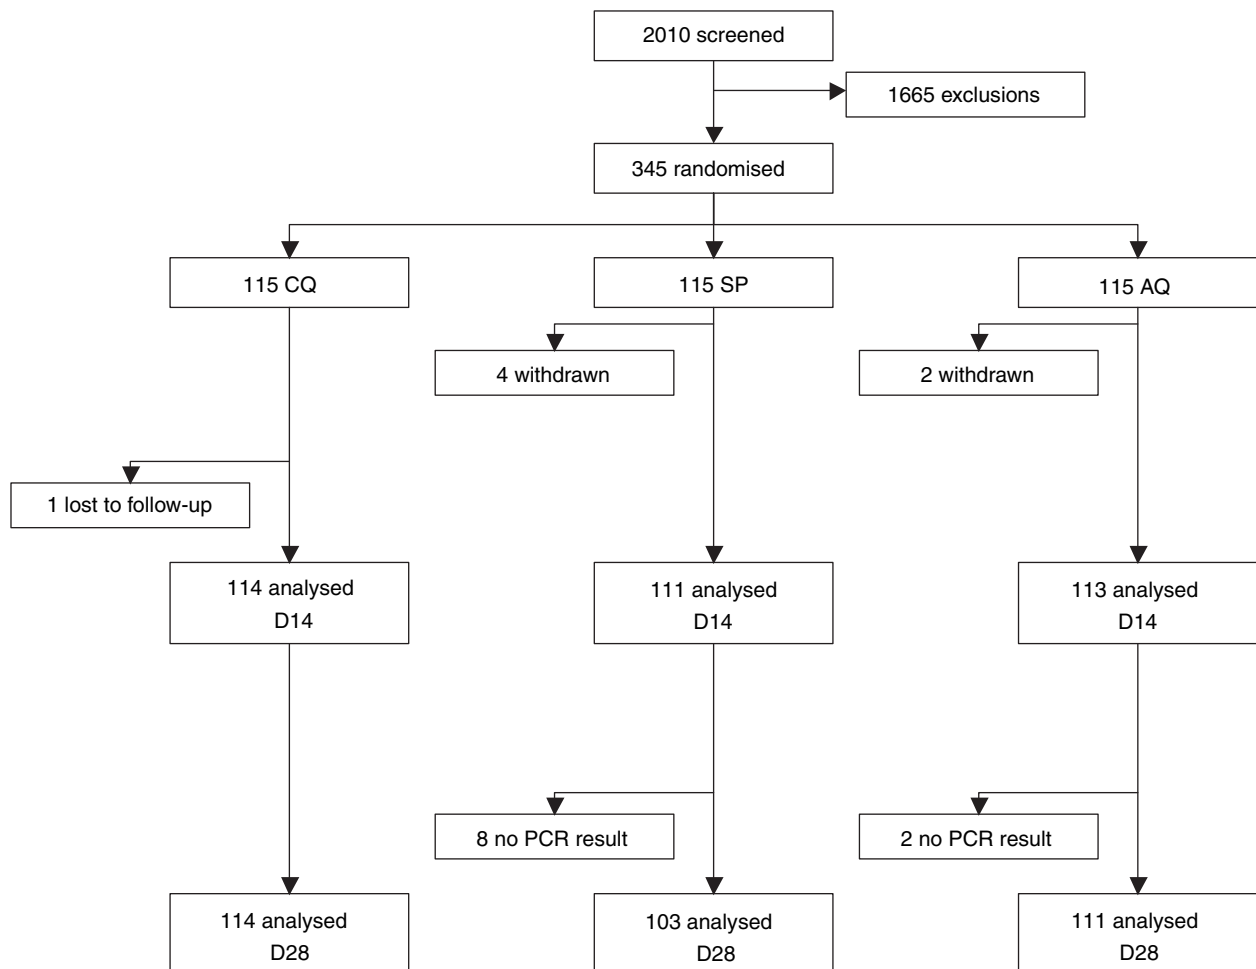 2010 screened
1665 exclusions
345 randomised
115 CQ
115 SP
115 AQ
4 withdrawn
2 withdrawn
1 lost to follow-up
114 analysed
D14
111 analysed
D14
113 analysed
D14
8 no PCR result
2 no PCR result
114 analysed
D28
103 analysed
D28
111 analysed
D28